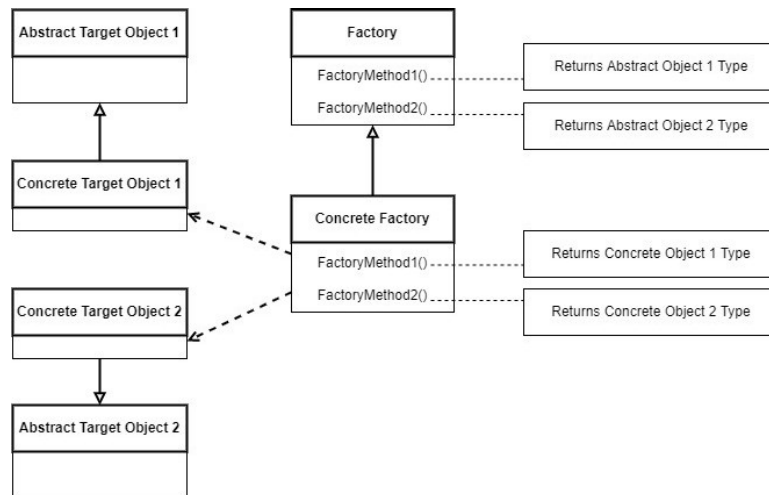 Abstract Target Object 1
Factory
FactoryMethod1()
Returns Abstract Object 1 Type
FactoryMethod2()
Returns Abstract Object 2 Type
Concrete Target Object 1
Concrete Factory
FactoryMethod1()
Returns Concrete Object 1 Type
FactoryMethod2()
Returns Concrete Object 2 Type
Concrete Target Object 2
Abstract Target Object 2